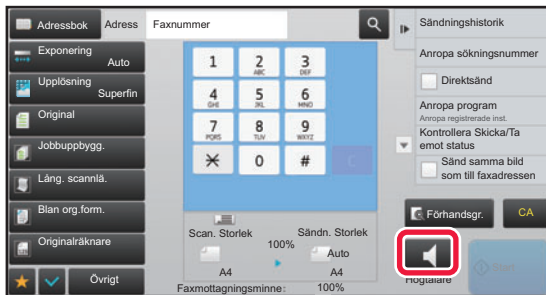 Adressbok
Adress
Faxnummer
Exponering
Auto
Upplösning
Superfin
Original
Jobbuppbygg.
Lång. scannlä.
Blan org.form.
Originalräknare
Övrigt
1
2
ABC
3
DEF
4
GHI
5
JKL
6
MNO
7
PQRS
8
TUV
9
WXYZ
0
#
C
Scan. Storlek
100%
Sändn. Storlek
Auto
A4
A4
Faxmottagningsminne:
100%
Sändningshistorik
Anropa sökningsnummer
Direktsänd
Anropa program
Anropa registrerade inst.
Kontrollera Skicka/Ta
emot status
Sänd samma bild
som till faxadressen
Förhandsgr.
CA
Högtalare
Start